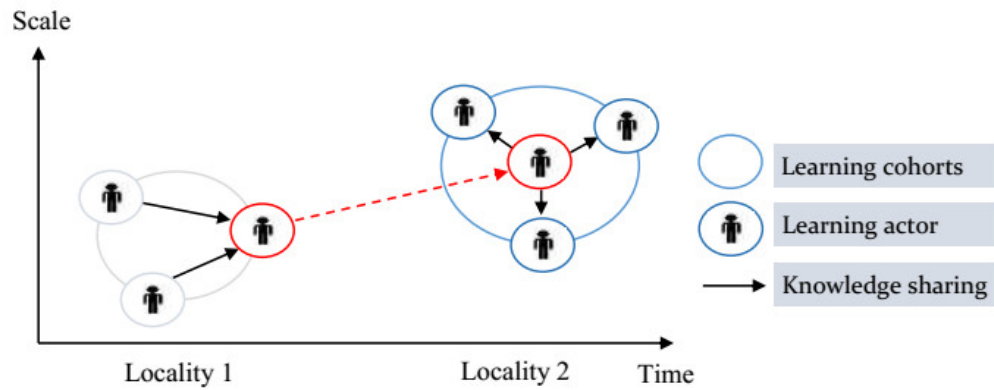 Scale
Learning cohorts
Learning actor
Knowledge sharing
Locality 1
Locality 2
Time